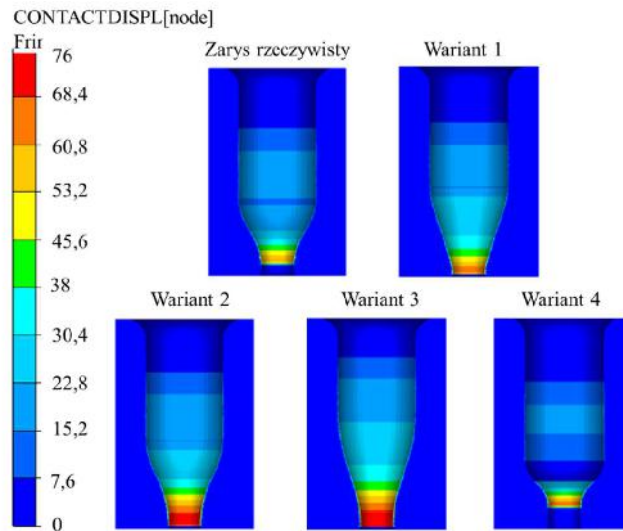 CONTACTDISPL[node]
Frir
76
68,4
60,8
53,2
45,6
38
30,4
22,8
15,2
7,6
0
Zarys rzeczywisty
Wariant 1
Wariant 2
Wariant 3
Wariant 4